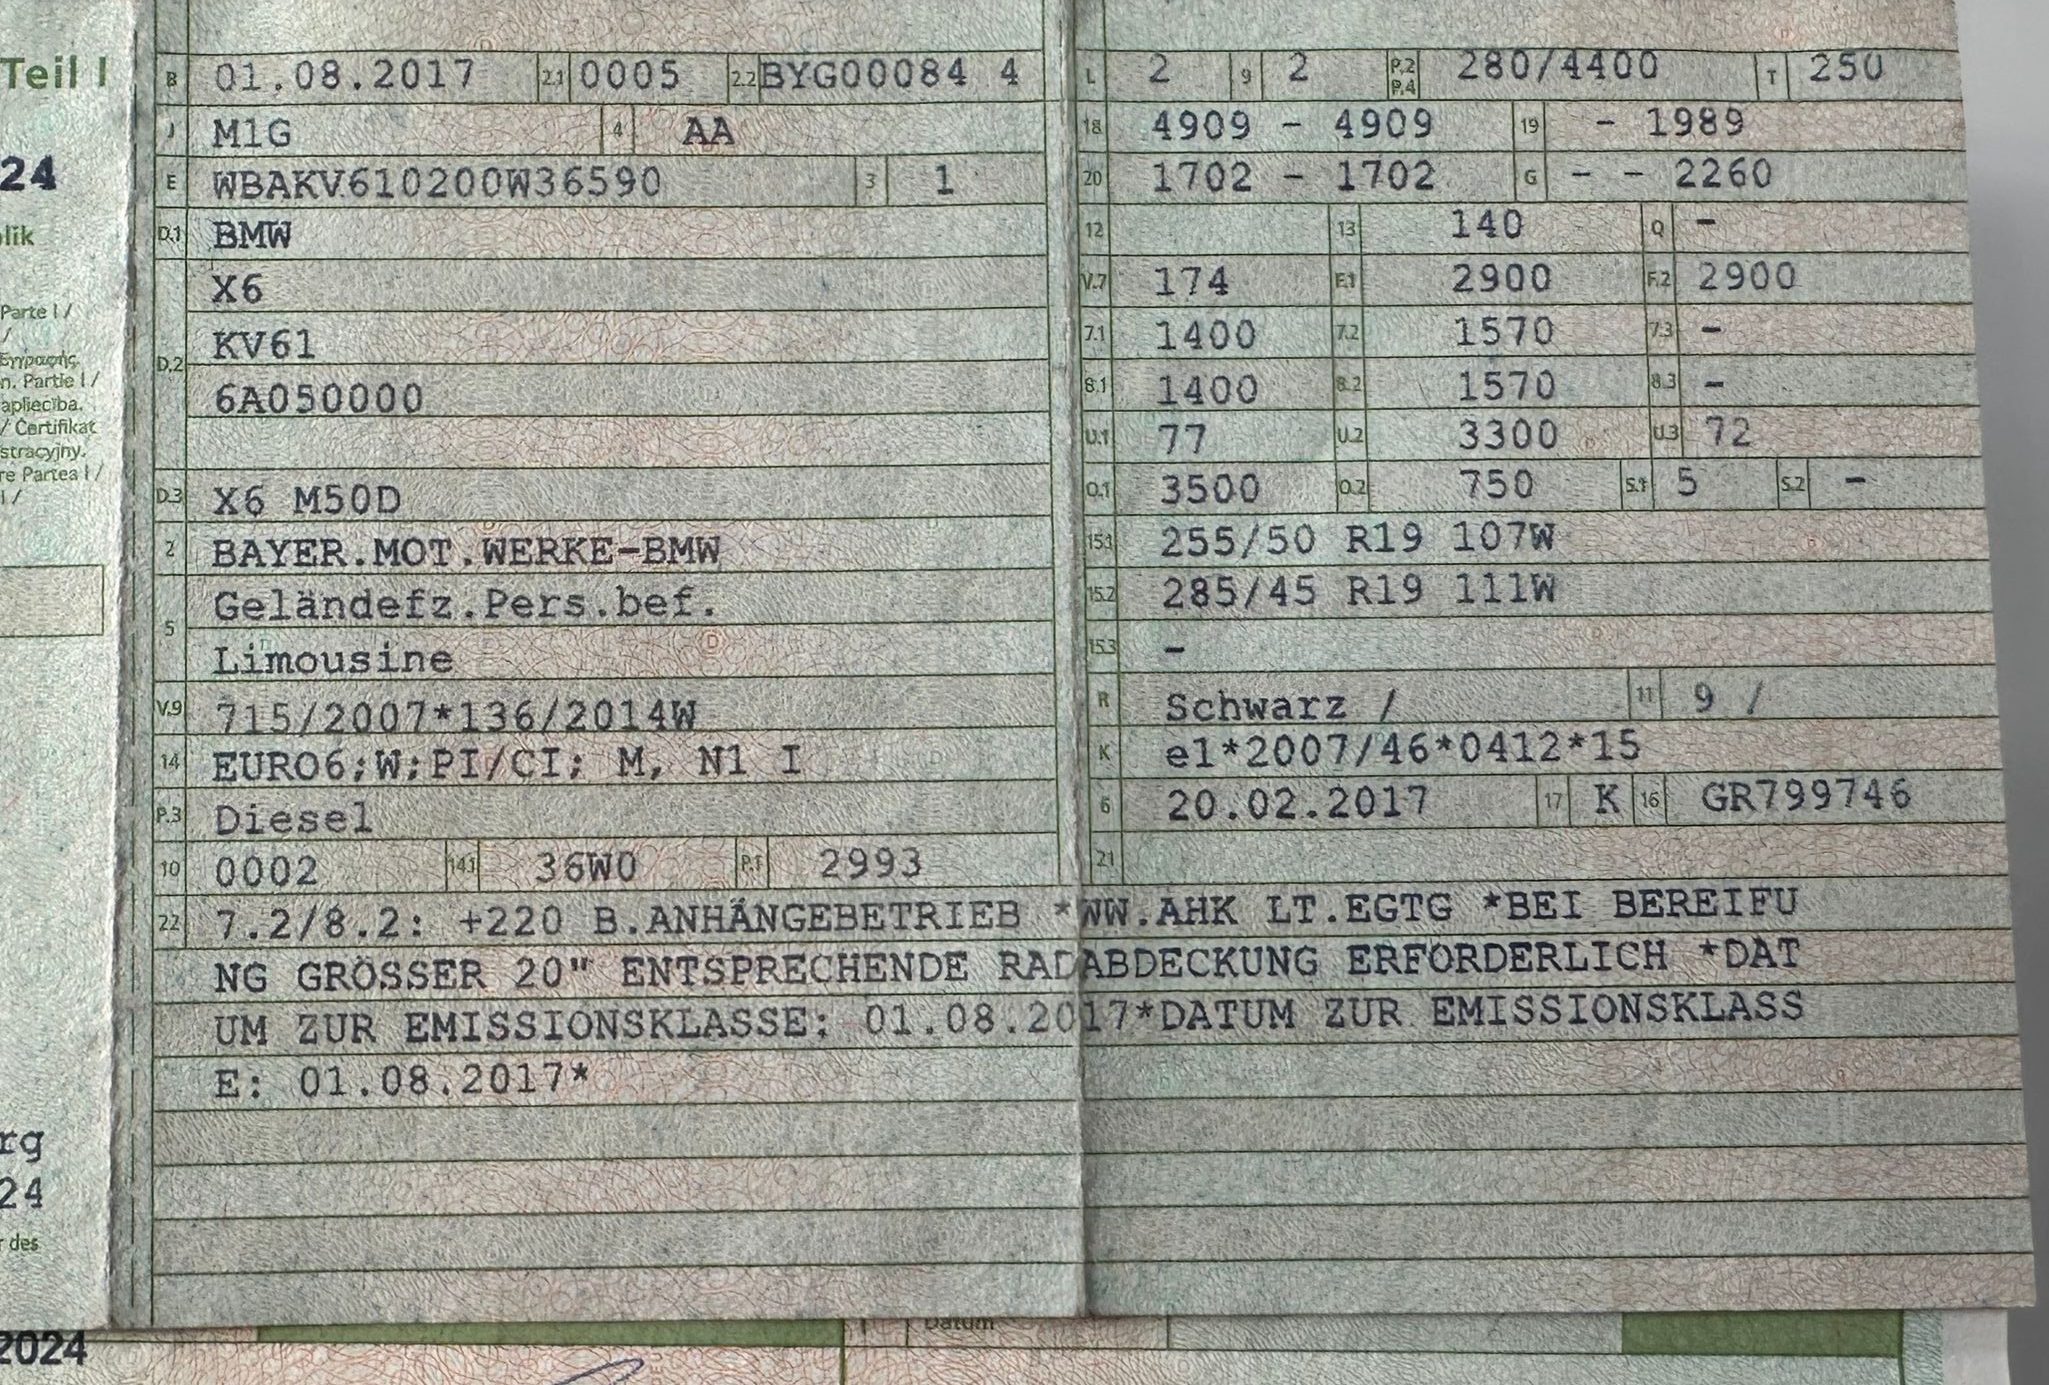 Teil I
24
lik
Parte I /
/
Εγγραφής.
n. Partie I /
apliecība.
/ Certifikat
stracyjny.
re Partea I /
I /
rg
24
r des
2024
B 01.08.2017 2.1 0005 2.2 BYG00084 4
J M1G 4 AA
E WBAKV610200W36590 3 1
D.1 BMW
X6
D.2 KV61
6A050000
D.3 X6 M50D
2 BAYER.MOT.WERKE-BMW
5 Geländefz.Pers.bef.
Limousine
V.9 715/2007*136/2014W
14 EURO6;W;PI/CI; M, N1 I
P.3 Diesel
10 0002 14.1 36W0 P.1 2993
L 2 9 2 P.2 P.4 280/4400 T 250
18 4909 - 4909 19 - 1989
20 1702 - 1702 G - - 2260
12 13 140 Q -
V.7 174 F.1 2900 F.2 2900
7.1 1400 7.2 1570 7.3 -
8.1 1400 8.2 1570 8.3 -
U.1 77 U.2 3300 U.3 72
O.1 3500 O.2 750 S.1 5 S.2 -
15.1 255/50 R19 107W
15.2 285/45 R19 111W
15.3 -
R Schwarz / 11 9 /
K e1*2007/46*0412*15
6 20.02.2017 17 K 16 GR799746
21
22 7.2/8.2: +220 B.ANHÄNGEBETRIEB *WW.AHK LT.EGTG *BEI BEREIFU
NG GRÖSSER 20" ENTSPRECHENDE RADABDECKUNG ERFORDERLICH *DAT
UM ZUR EMISSIONSKLASSE: 01.08.2017*DATUM ZUR EMISSIONSKLASS
E: 01.08.2017*
Datum